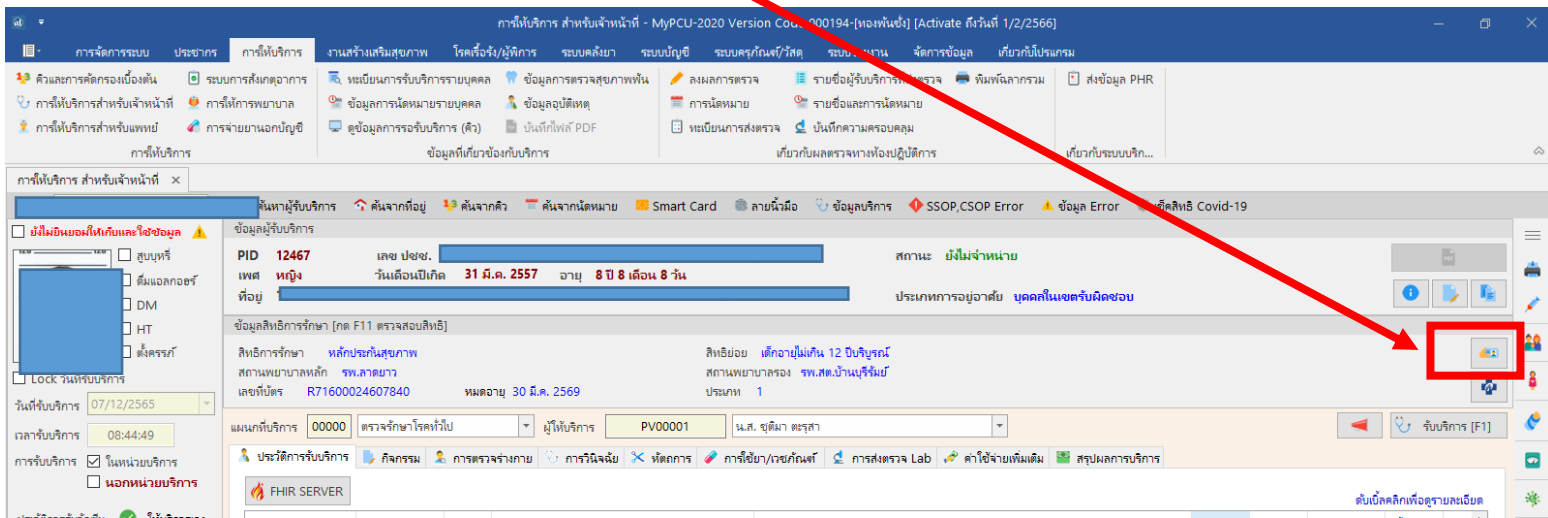 การให้บริการ สำหรับเจ้าหน้าที่ - MyPCU-2020 Version Code 000194-[ทองพันชั่ง] [Activate ถึงวันที่ 1/2/2566]
การจัดการระบบ ประชากร การให้บริการ งานสร้างเสริมสุขภาพ โรคเรื้อรัง/ผู้พิการ ระบบคลังยา ระบบบัญชี ระบบครุภัณฑ์/วัสดุ จัดการข้อมูล เกี่ยวกับโปรแกรม
คิวและการคัดกรองเบื้องต้น ระบบการสังเกตอาการ ทะเบียนการรับบริการรายบุคคล ข้อมูลการตรวจสุขภาพฟัน ลงผลการตรวจ รายชื่อผู้รับบริการที่ส่งตรวจ พิมพ์ฉลากรวม ส่งข้อมูล PHR
การให้บริการสำหรับเจ้าหน้าที่ การให้การพยาบาล ข้อมูลการนัดหมายรายบุคคล ข้อมูลอุบัติเหตุ การนัดหมาย รายชื่อและการนัดหมาย
การให้บริการสำหรับแพทย์ การจ่ายยานอกบัญชี ดูข้อมูลการรอรับบริการ (คิว) บันทึกไฟล์ PDF ทะเบียนการส่งตรวจ บันทึกความครอบคลุม
การให้บริการ ข้อมูลที่เกี่ยวข้องกับบริการ เกี่ยวกับผลตรวจทางห้องปฏิบัติการ เกี่ยวกับระบบบริก...
การให้บริการ สำหรับเจ้าหน้าที่ ×
ค้นหาผู้รับบริการ ค้นจากที่อยู่ ค้นจากคิว ค้นจากนัดหมาย Smart Card ลายนิ้วมือ ข้อมูลบริการ SSOP,CSOP Error ข้อมูล Error เช็คสิทธิ Covid-19
ยังไม่ยินยอมให้เก็บและใช้ข้อมูล ข้อมูลผู้รับบริการ
สูบบุหรี่ PID 12467 เลข ปชช. สถานะ ยังไม่จำหน่าย
ดื่มแอลกอฮอร์ เพศ หญิง วันเดือนปีเกิด 31 มี.ค. 2557 อายุ 8 ปี 8 เดือน 8 วัน
DM ที่อยู่ ประเภทการอยู่อาศัย บุคคลในเขตรับผิดชอบ
HT ข้อมูลสิทธิการรักษา [กด F11 ตรวจสอบสิทธิ]
ตั้งครรภ์ สิทธิการรักษา หลักประกันสุขภาพ สิทธิย่อย เด็กอายุไม่เกิน 12 ปีบริบูรณ์
Lock วันที่รับบริการ สถานพยาบาลหลัก รพ.ลาดยาว สถานพยาบาลรอง รพ.สต.บ้านบุรีรัมย์
เลขที่บัตร R71600024607840 หมดอายุ 30 มี.ค. 2569 ประเภท 1
วันที่รับบริการ 07/12/2565
แผนกที่บริการ 00000 ตรวจรักษาโรคทั่วไป ผู้ให้บริการ PV00001 น.ส. ชุติมา ตะรุสา รับบริการ [F1]
เวลารับบริการ 08:44:49
การรับบริการ ในหน่วยบริการ ประวัติการรับบริการ กิจกรรม การตรวจร่างกาย การวินิจฉัย หัตถการ การใช้ยา/เวชภัณฑ์ การส่งตรวจ Lab ค่าใช้จ่ายเพิ่มเติม สรุปผลการบริการ
นอกหน่วยบริการ
FHIR SERVER ดับเบิ้ลคลิกเพื่อดูรายละเอียด